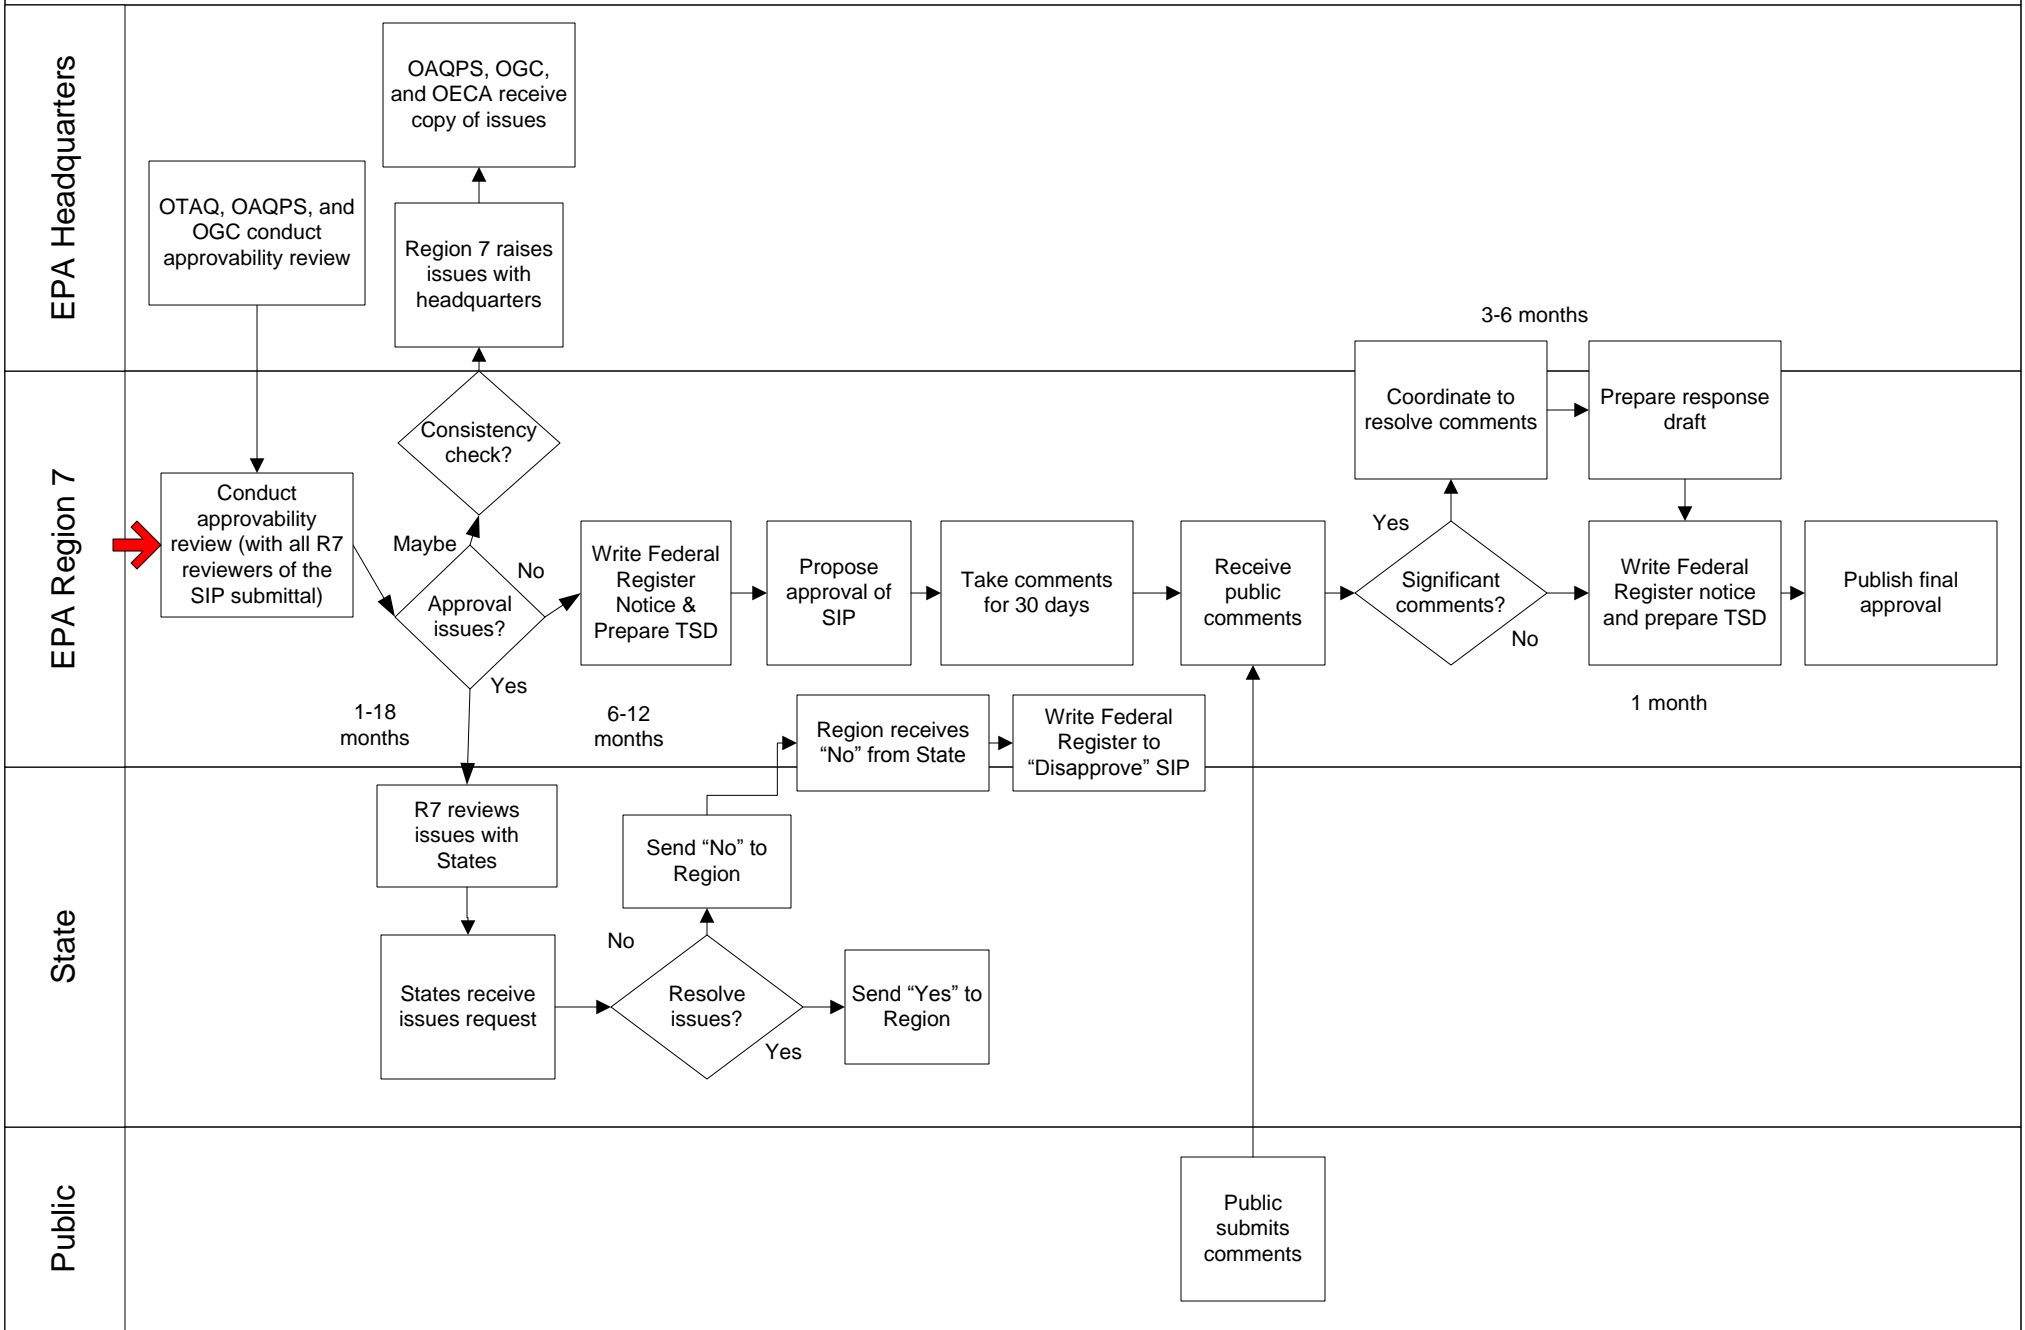 EPA Headquarters
OAQPS, OGC,
and OECA receive
copy of issues
OTAQ, OAQPS, and
OGC conduct
approvability review
Region 7 raises
issues with
headquarters
3-6 months
EPA Region 7
Consistency
check?
Coordinate to
resolve comments
Prepare response
draft
Conduct
approvability
review (with all R7
reviewers of the
SIP submittal)
Maybe
No
Approval
issues?
Yes
Write Federal
Register
Notice &
Prepare TSD
Propose
approval of
SIP
Take comments
for 30 days
Receive
public
comments
Yes
Significant
comments?
No
Write Federal
Register notice
and prepare TSD
Publish final
approval
1-18
months
6-12
months
Region receives
“No” from State
Write Federal
Register to
“Disapprove” SIP
1 month
State
R7 reviews
issues with
States
Send “No” to
Region
No
States receive
issues request
Resolve
issues?
Yes
Send “Yes” to
Region
Public
Public
submits
comments